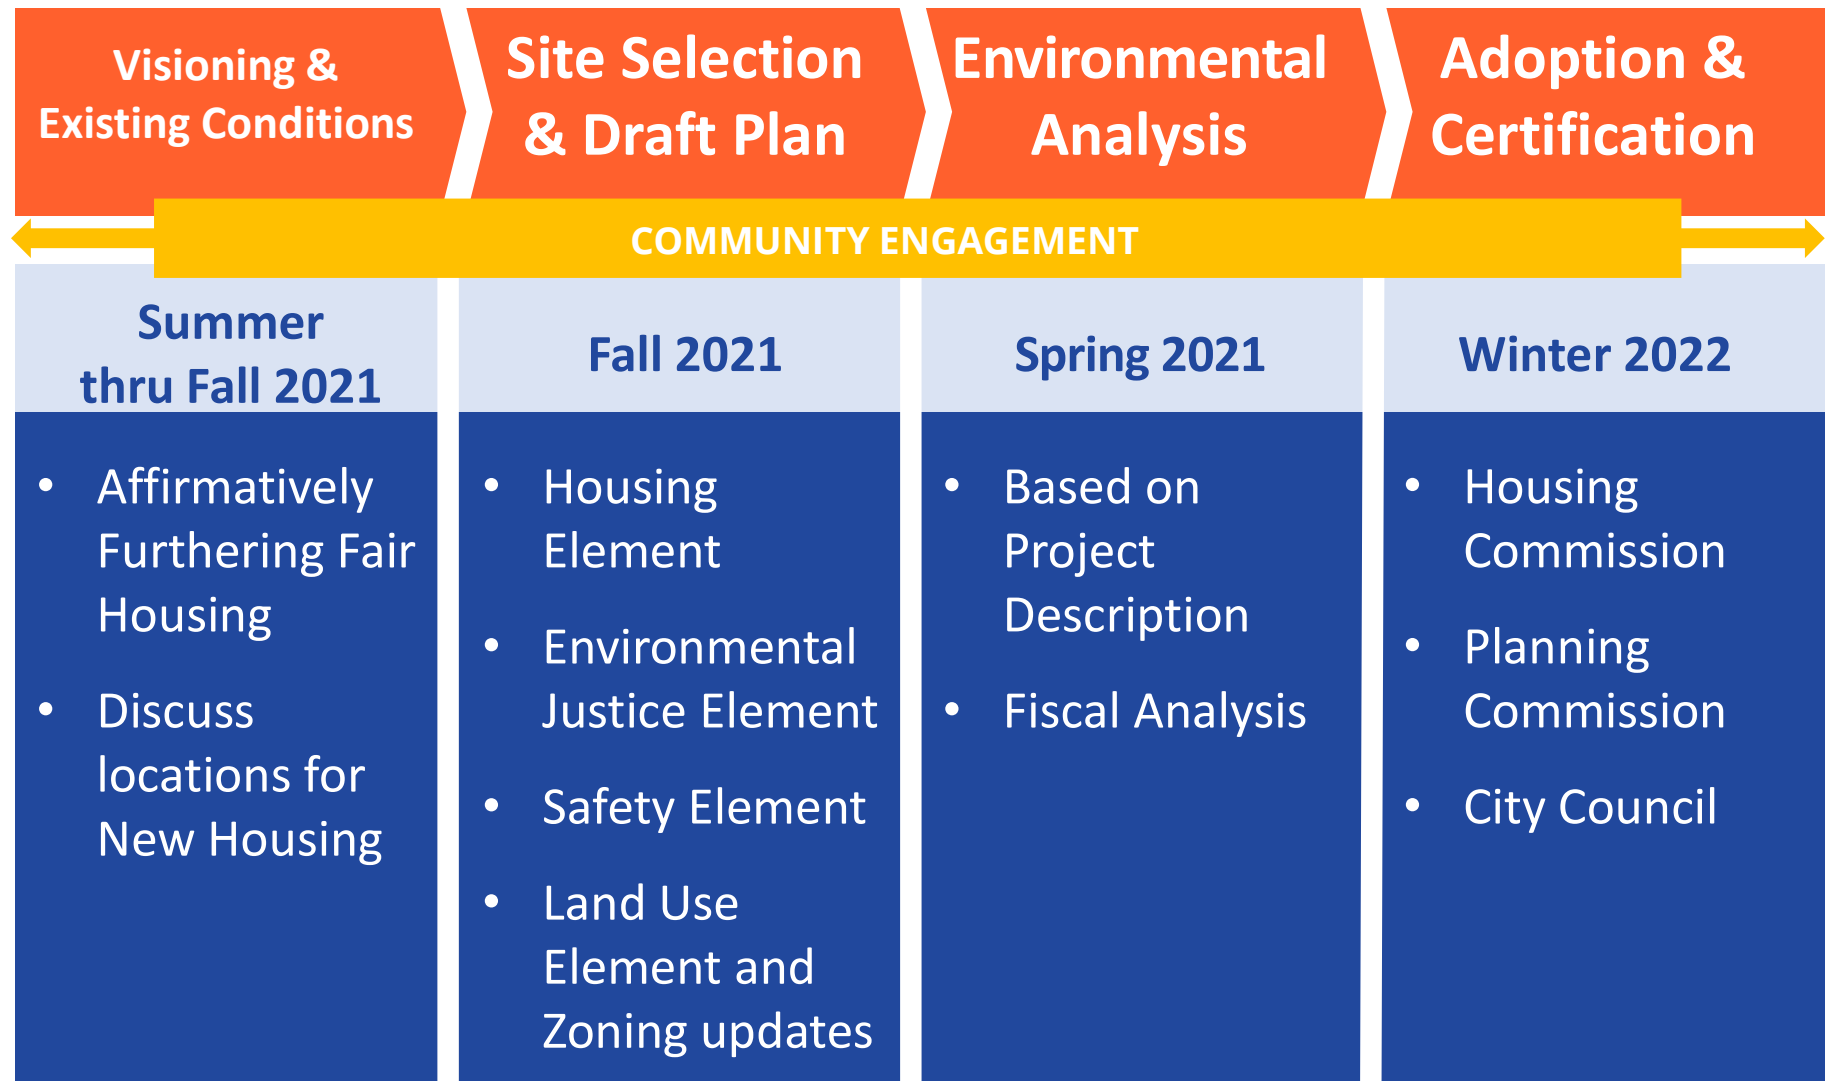 Visioning &
Existing Conditions
Site Selection
& Draft Plan
Environmental
Analysis
Adoption &
Certification
COMMUNITY ENGAGEMENT
Summer
thru Fall 2021
• Affirmatively
Furthering Fair
Housing
• Discuss
locations for
New Housing
Fall 2021
• Housing
Element
• Environmental
Justice Element
• Safety Element
• Land Use
Element and
Zoning updates
Spring 2021
• Based on
Project
Description
• Fiscal Analysis
Winter 2022
• Housing
Commission
• Planning
Commission
• City Council